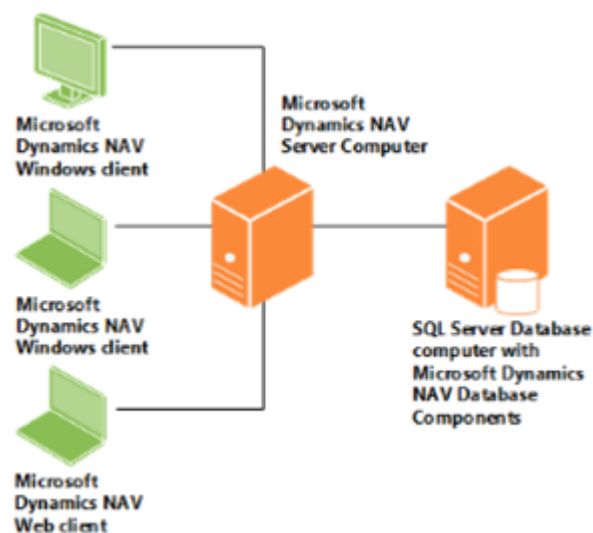 Microsoft
Dynamics NAV
Windows client
Microsoft
Dynamics NAV
Server Computer
Microsoft
Dynamics NAV
Windows client
SQL Server Database
computer with
Microsoft Dynamics
NAV Database
Components
Microsoft
Dynamics NAV
Web client